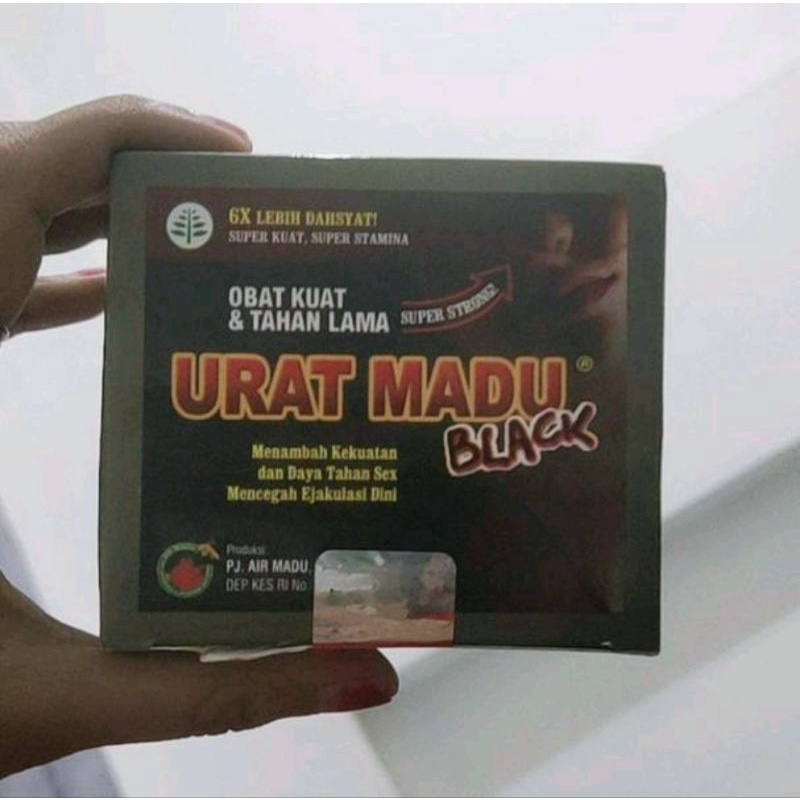 6X LEBIH DAHSYAT!
SUPER KUAT, SUPER STAMINA
OBAT KUAT
& TAHAN LAMA
SUPER STRONG!
URAT MADU ®
BLACK
Menambah Kekuatan
dan Daya Tahan Sex
Mencegah Ejakulasi Dini
Produksi:
PJ. AIR MADU,
DEP KES RI No.